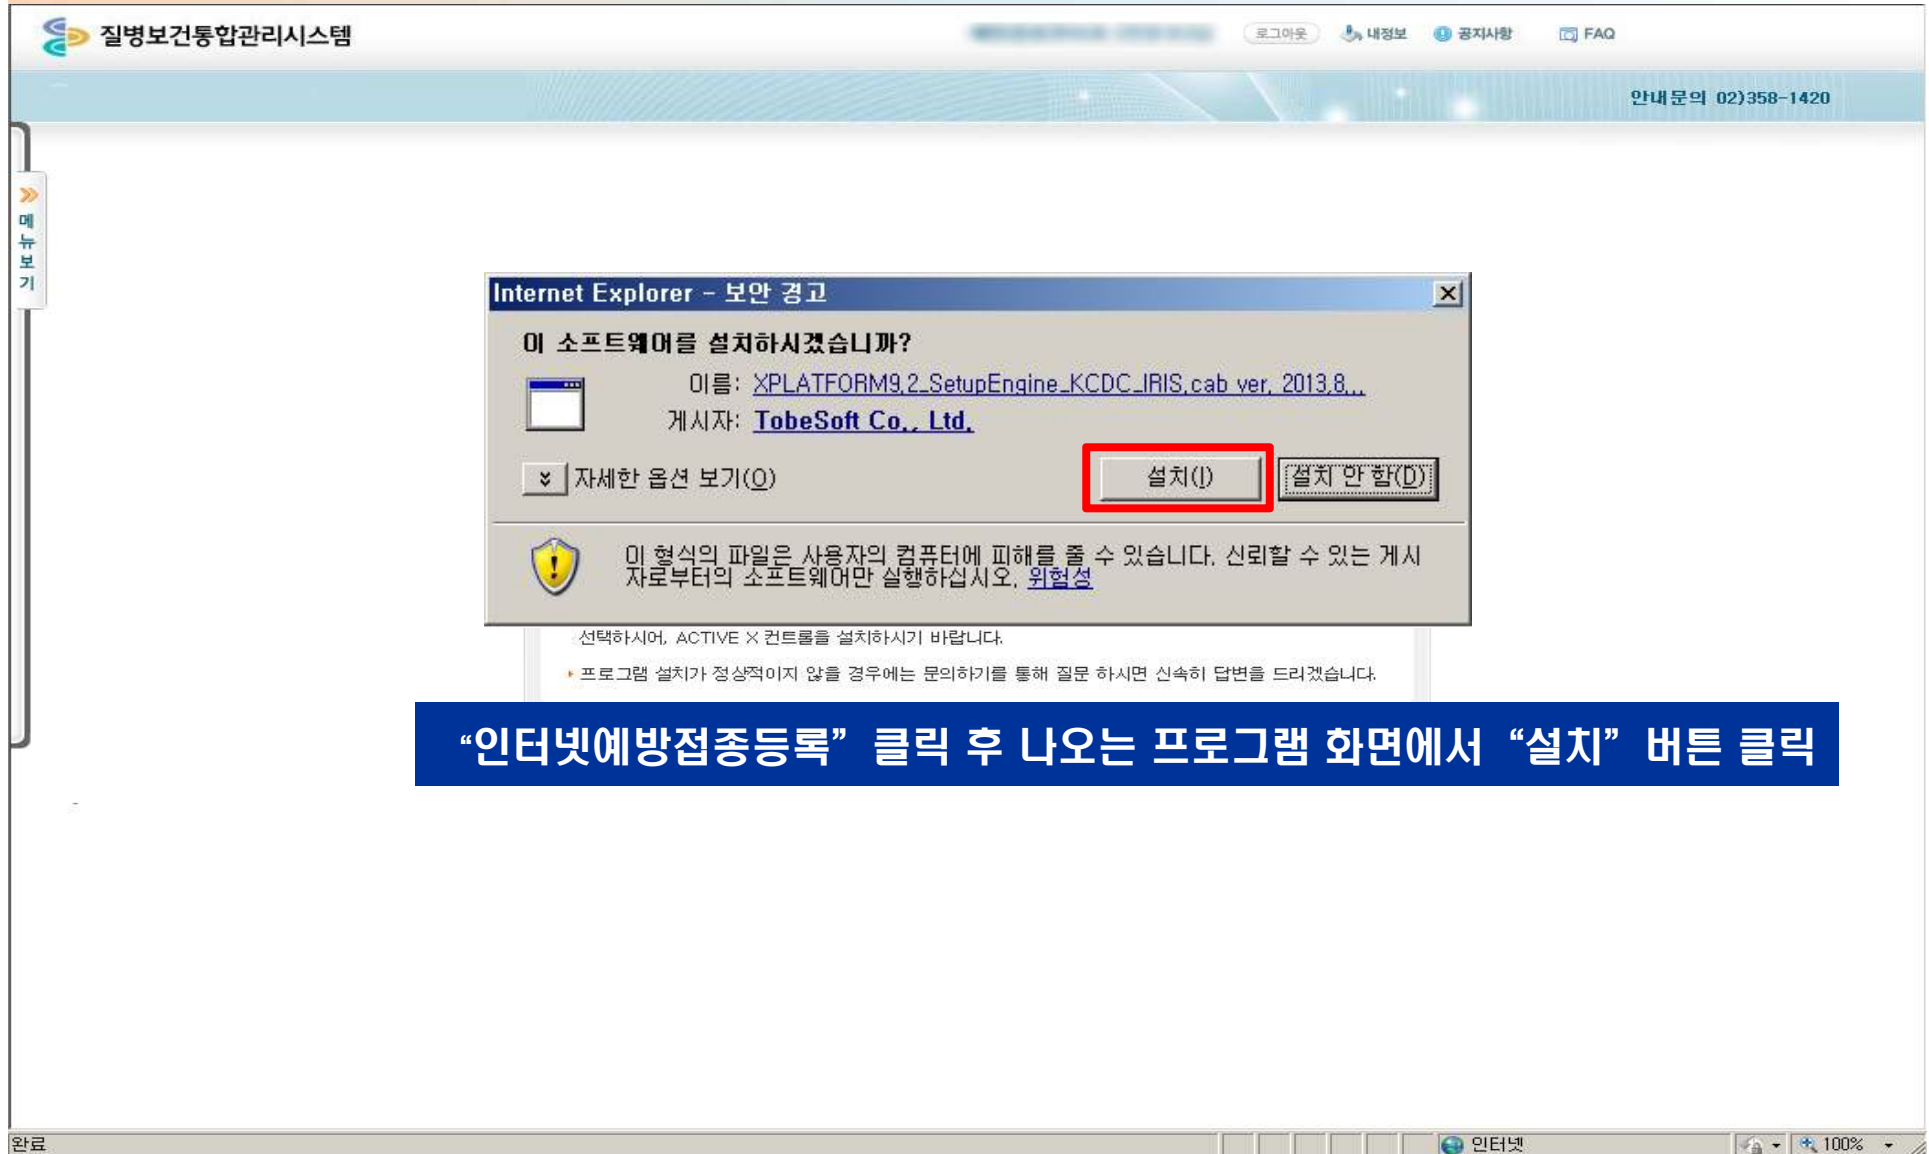 질병보건통합관리시스템
로그아웃 내정보 공지사항 FAQ
안내문의 02)358-1420
메뉴보기
Internet Explorer - 보안 경고
이 소프트웨어를 설치하시겠습니까?
이름: XPLATFORM9.2_SetupEngine_KCDC_IRIS.cab ver. 2013.8...
게시자: TobeSoft Co., Ltd.
자세한 옵션 보기(O)
설치(I)
설치 안 함(D)
이 형식의 파일은 사용자의 컴퓨터에 피해를 줄 수 있습니다. 신뢰할 수 있는 게시
자로부터의 소프트웨어만 실행하십시오. 위험성
선택하시어, ACTIVE X 컨트롤을 설치하시기 바랍니다.
프로그램 설치가 정상적이지 않을 경우에는 문의하기를 통해 질문 하시면 신속히 답변을 드리겠습니다.
“인터넷예방접종등록” 클릭 후 나오는 프로그램 화면에서 “설치” 버튼 클릭
완료
인터넷
100%